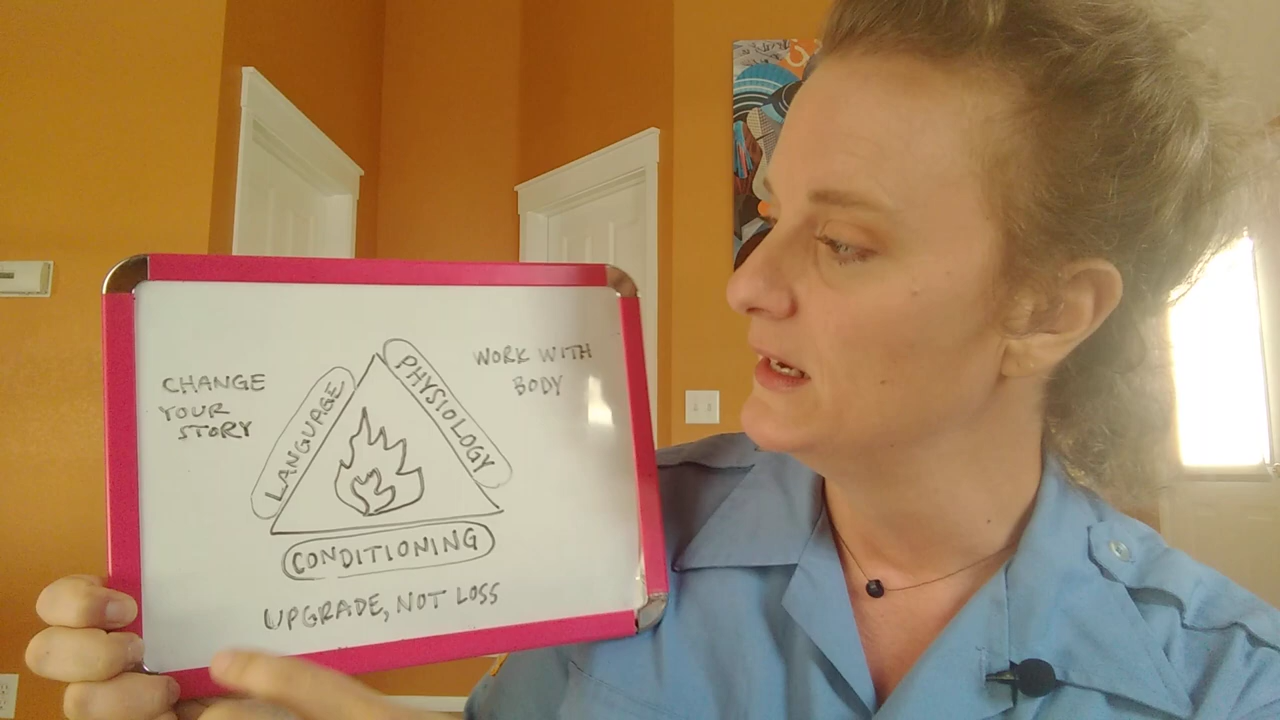 CHANGE
YOUR
STORY
LANGUAGE
PHYSIOLOGY
WORK WITH
BODY
CONDITIONING
UPGRADE, NOT LOSS